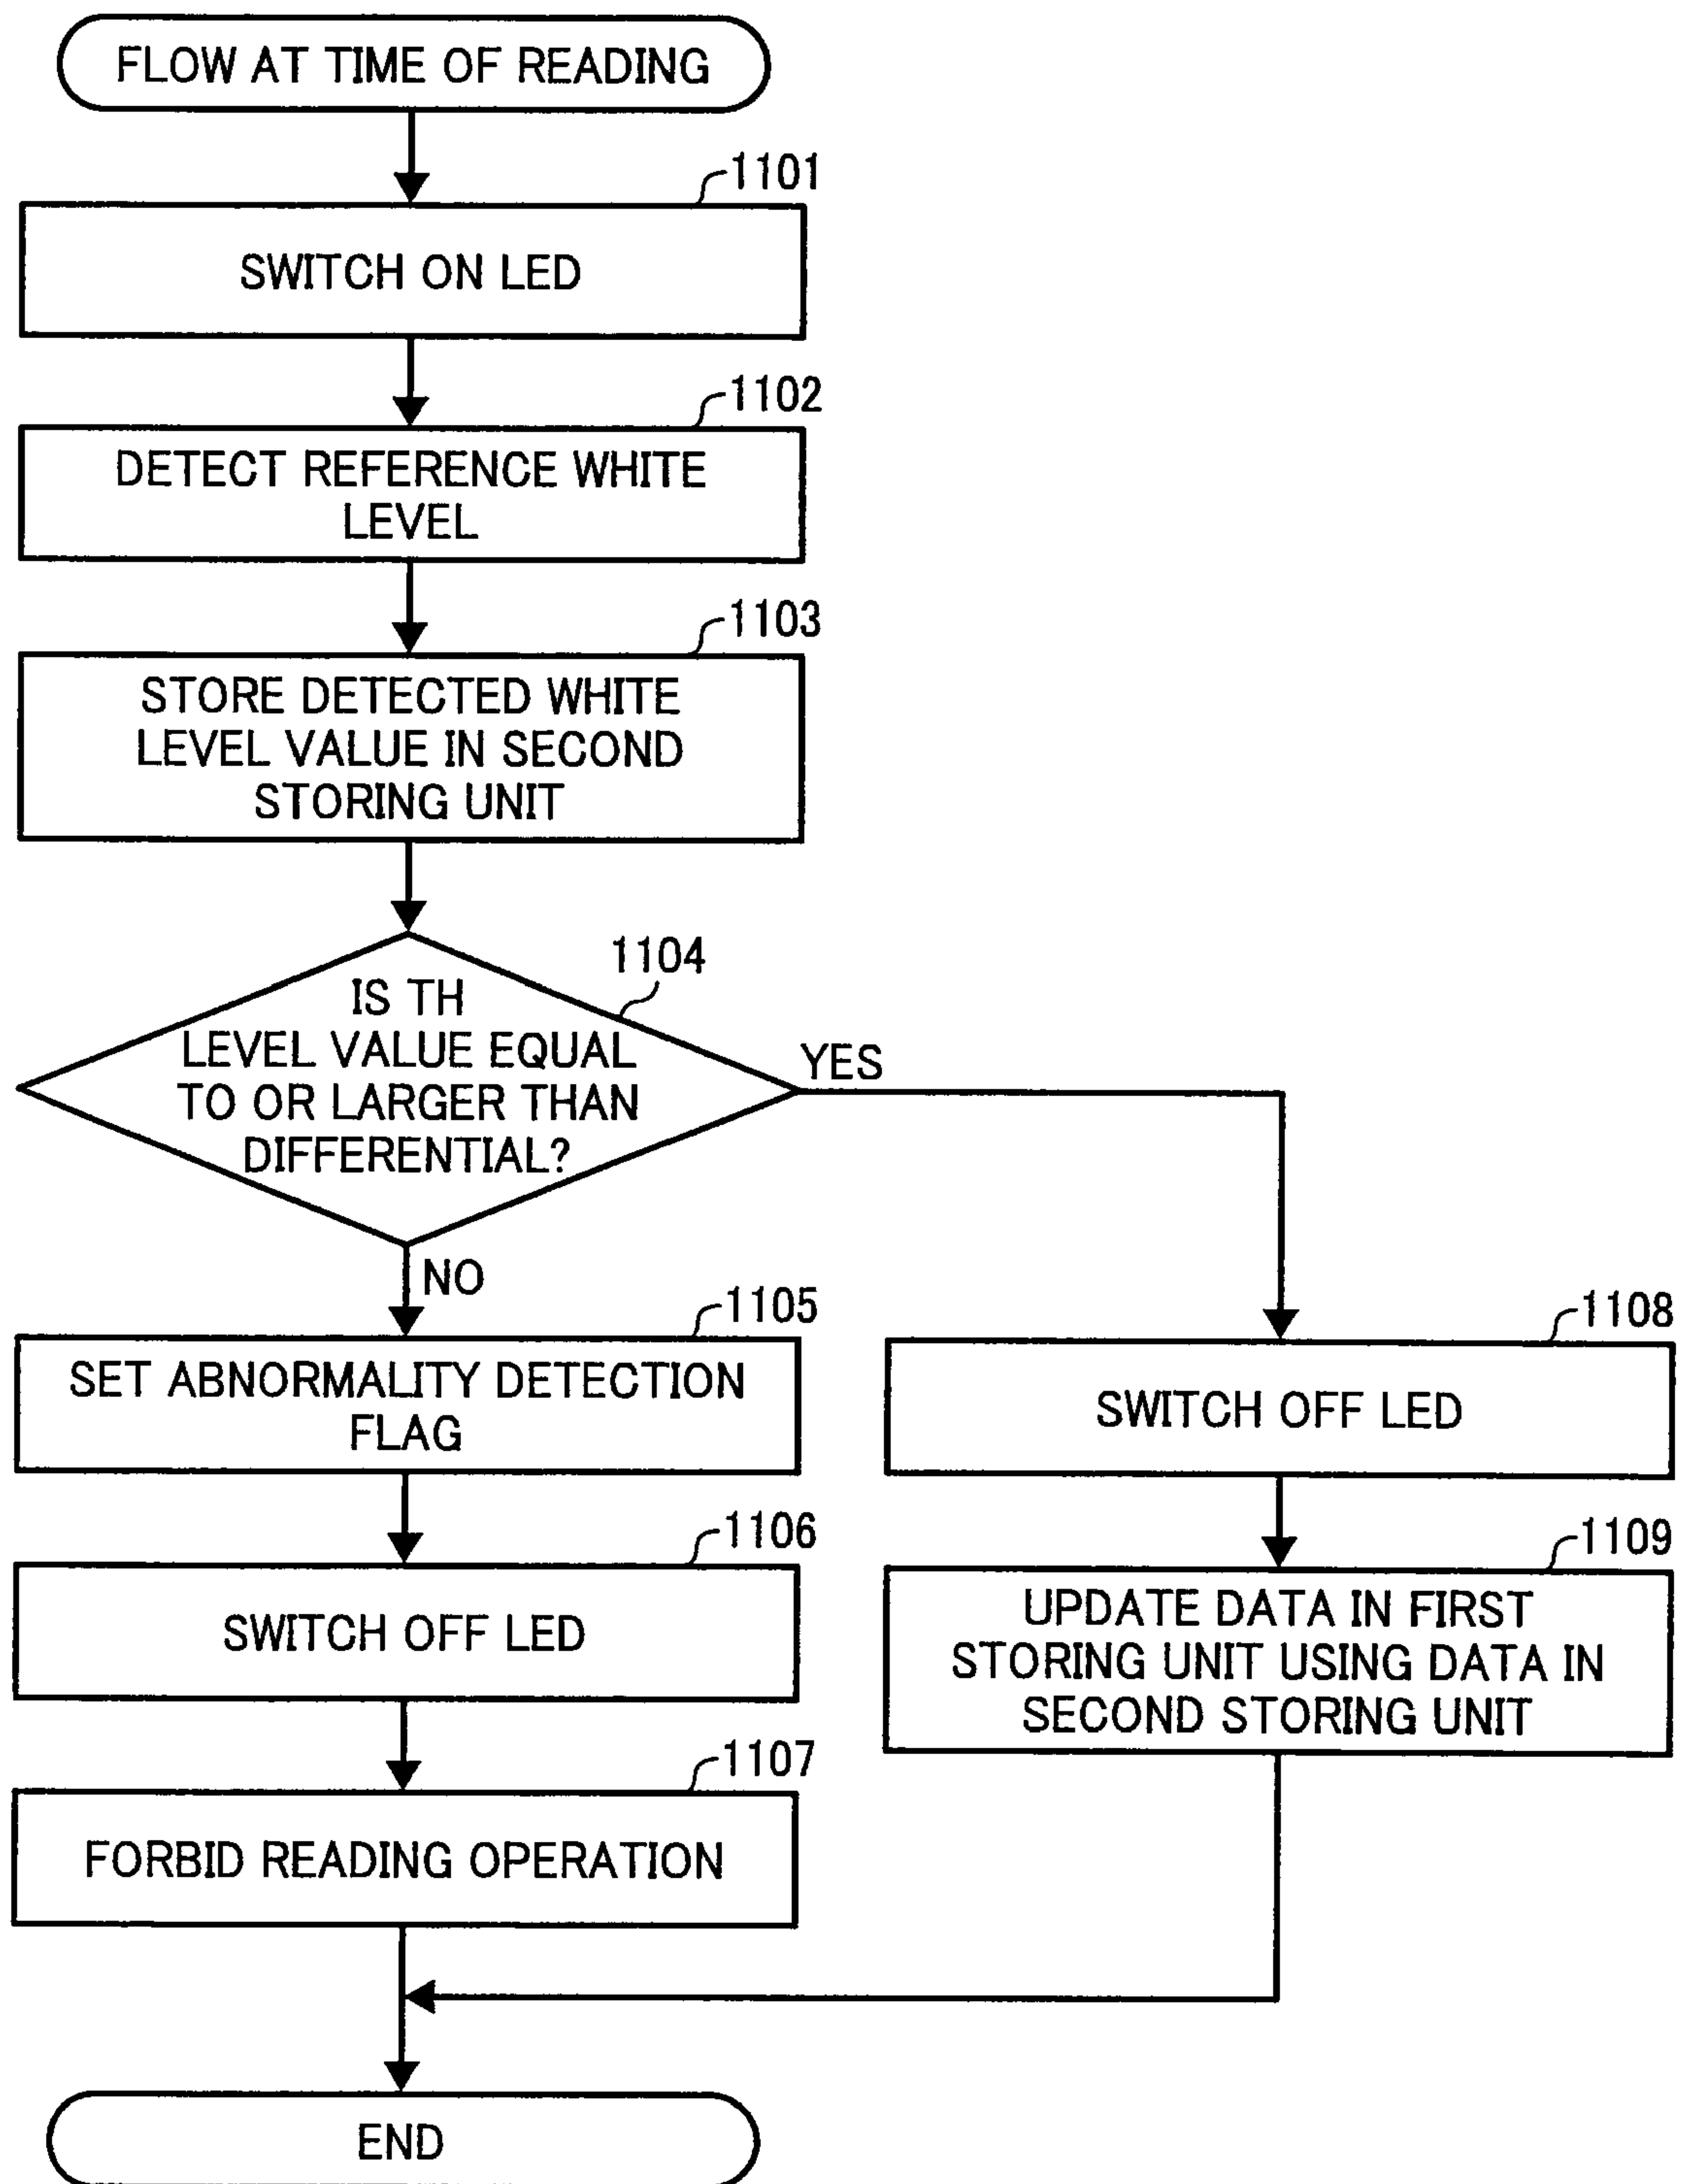 FLOW AT TIME OF READING
1101
SWITCH ON LED
1102
DETECT REFERENCE WHITE
LEVEL
1103
STORE DETECTED WHITE
LEVEL VALUE IN SECOND
STORING UNIT
1104
IS TH
LEVEL VALUE EQUAL
TO OR LARGER THAN
DIFFERENTIAL?
YES
NO
1105
SET ABNORMALITY DETECTION
FLAG
1106
SWITCH OFF LED
1107
FORBID READING OPERATION
1108
SWITCH OFF LED
1109
UPDATE DATA IN FIRST
STORING UNIT USING DATA IN
SECOND STORING UNIT
END